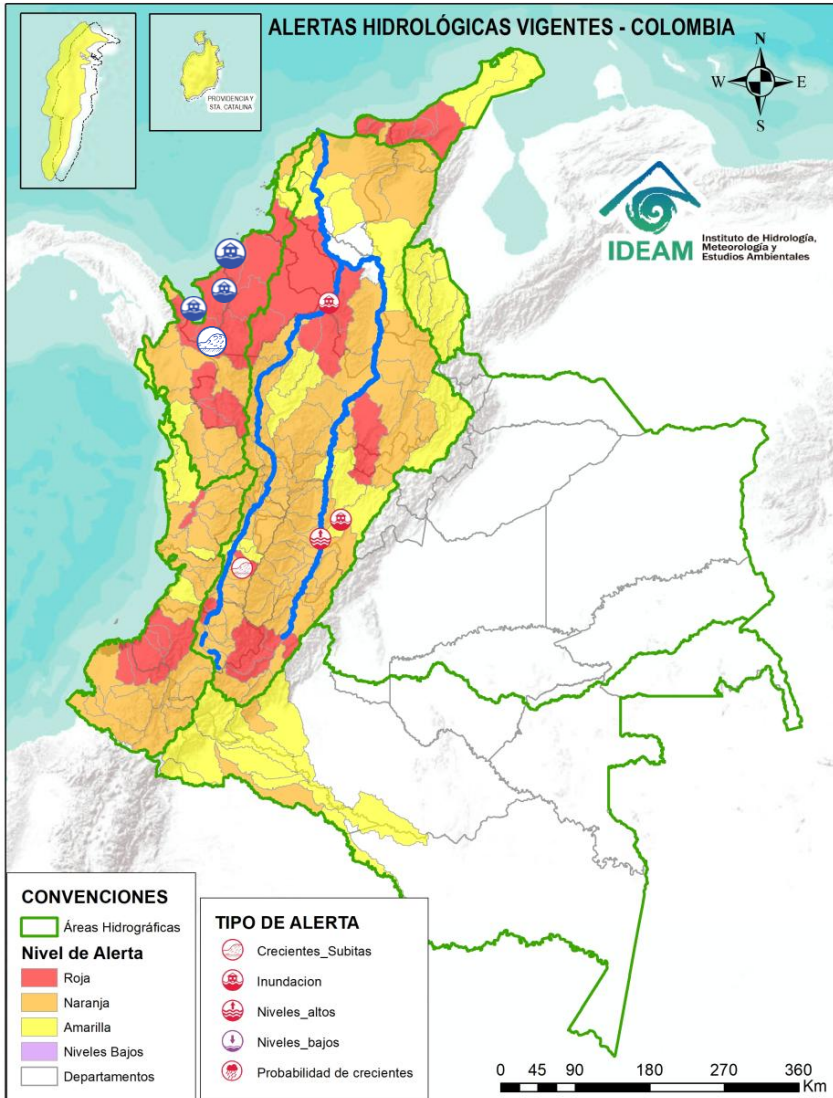 ALERTAS HIDROLÓGICAS VIGENTES - COLOMBIA
PROVIDENCIA Y
STA. CATALINA
N
W
E
S
IDEAM
Instituto de Hidrología,
Meteorología y
Estudios Ambientales
CONVENCIONES
Áreas Hidrográficas
Nivel de Alerta
Roja
Naranja
Amarilla
Niveles Bajos
Departamentos
TIPO DE ALERTA
Crecientes_Subitas
Inundacion
Niveles_altos
Niveles_bajos
Probabilidad de crecientes
0 45 90 180 270 360
Km